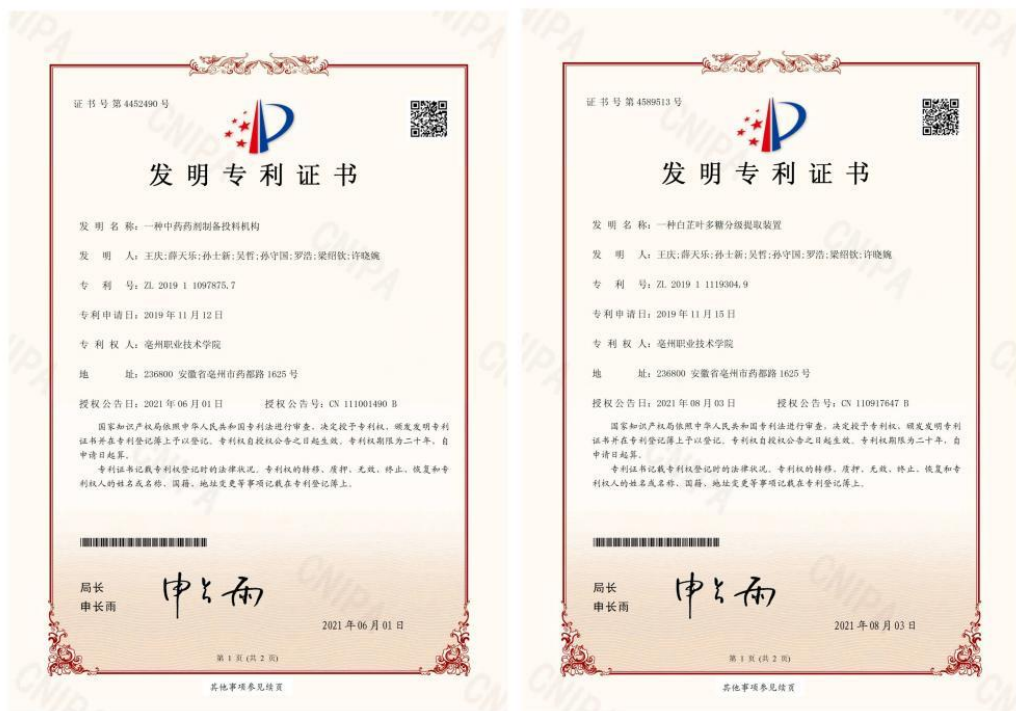 证书号第4452490号
发明专利证书
发明名称：一种中药药剂制备投料机构
发明人：王庆;薛天乐;孙士新;吴哲;孙守国;罗浩;梁绍钦;许晓婉
专利号：ZL 2019 1 1097875.7
专利申请日：2019年11月12日
专利权人：亳州职业技术学院
地址：236800 安徽省亳州市药都路1625号
授权公告日：2021年06月01日 授权公告号：CN 111001490 B
国家知识产权局依照中华人民共和国专利法进行审查，决定授予专利权，颁发发明专利
证书并在专利登记簿上予以登记。专利权自授权公告之日起生效。专利权期限为二十年，自
申请日起算。
专利证书记载专利权登记时的法律状况。专利权的转移、质押、无效、终止、恢复和专
利权人的姓名或名称、国籍、地址变更等事项记载在专利登记簿上。
局长
申长雨
申长雨
2021年06月01日
第 1 页 (共 2 页)
其他事项参见续页
证书号第4589513号
发明专利证书
发明名称：一种白芷叶多糖分级提取装置
发明人：王庆;薛天乐;孙士新;吴哲;孙守国;罗浩;梁绍钦;许晓婉
专利号：ZL 2019 1 1119304.9
专利申请日：2019年11月15日
专利权人：亳州职业技术学院
地址：236800 安徽省亳州市药都路1625号
授权公告日：2021年08月03日 授权公告号：CN 110917647 B
国家知识产权局依照中华人民共和国专利法进行审查，决定授予专利权，颁发发明专利
证书并在专利登记簿上予以登记。专利权自授权公告之日起生效。专利权期限为二十年，自
申请日起算。
专利证书记载专利权登记时的法律状况。专利权的转移、质押、无效、终止、恢复和专
利权人的姓名或名称、国籍、地址变更等事项记载在专利登记簿上。
局长
申长雨
申长雨
2021年08月03日
第 1 页 (共 2 页)
其他事项参见续页
CNIPA